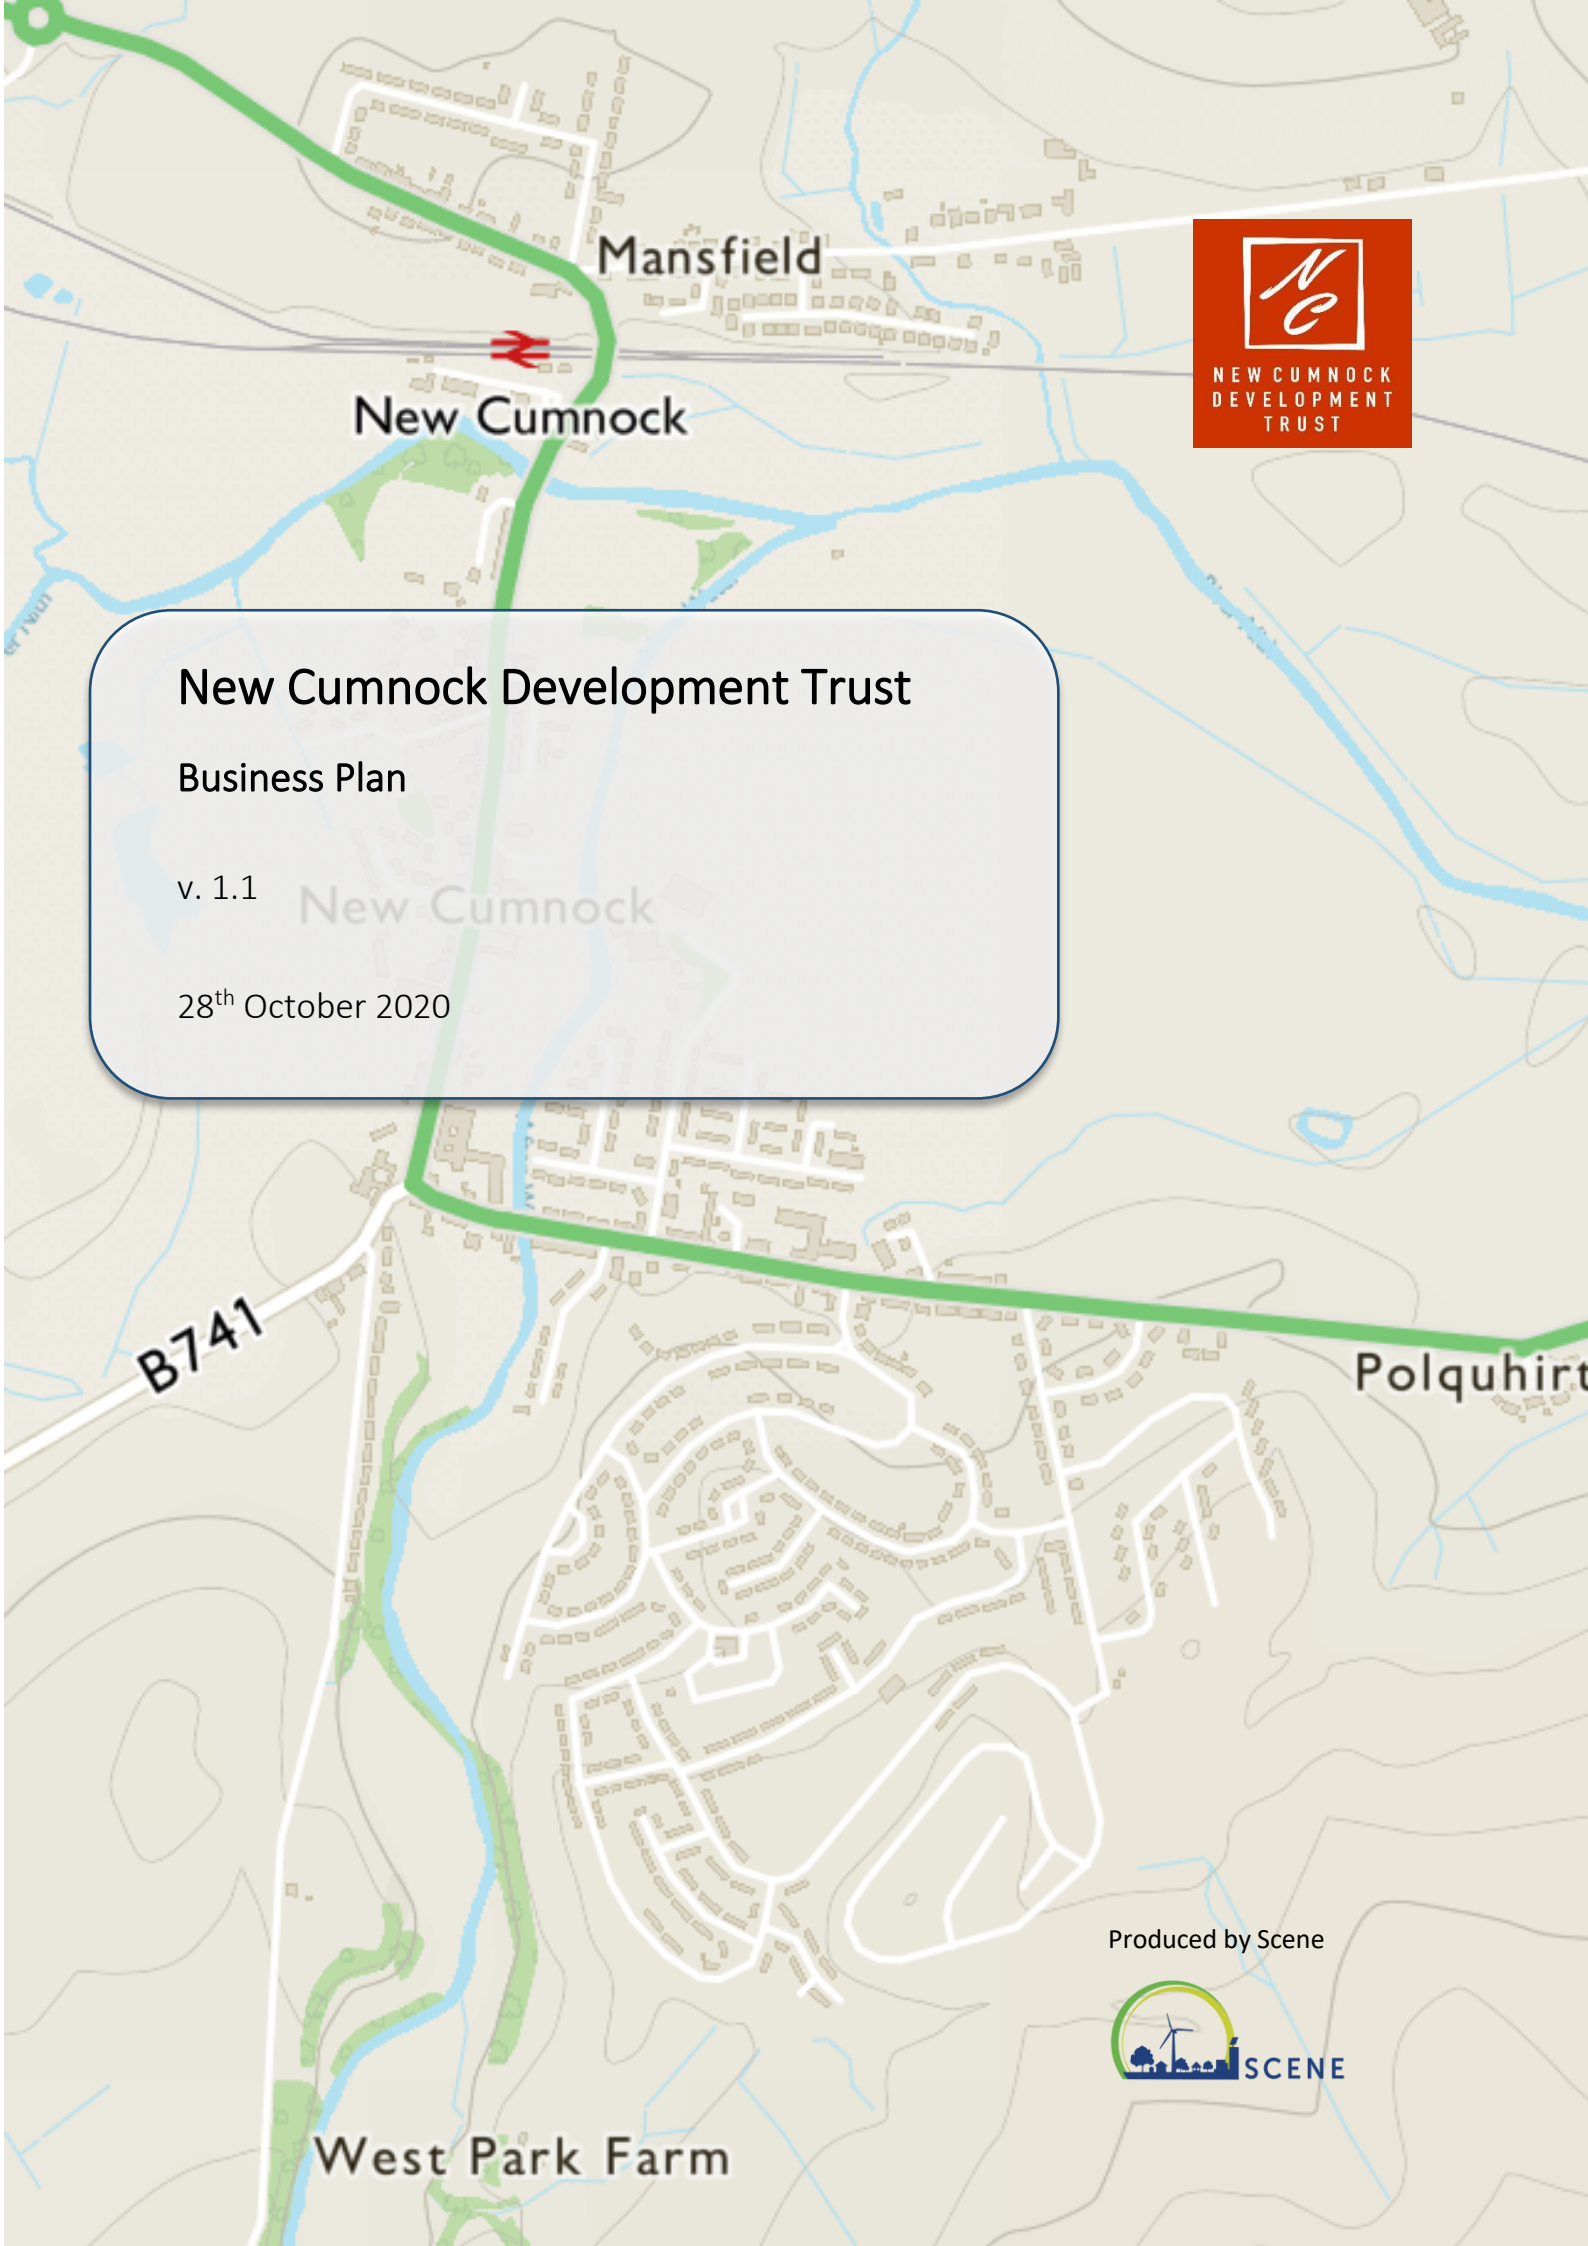 Mansfield
N
C
NEW CUMNOCK
DEVELOPMENT
TRUST
New Cumnock
New Cumnock Development Trust
Business Plan
v. 1.1
New Cumnock
28th October 2020
B741
Polquhirt
Produced by Scene
SCENE
West Park Farm